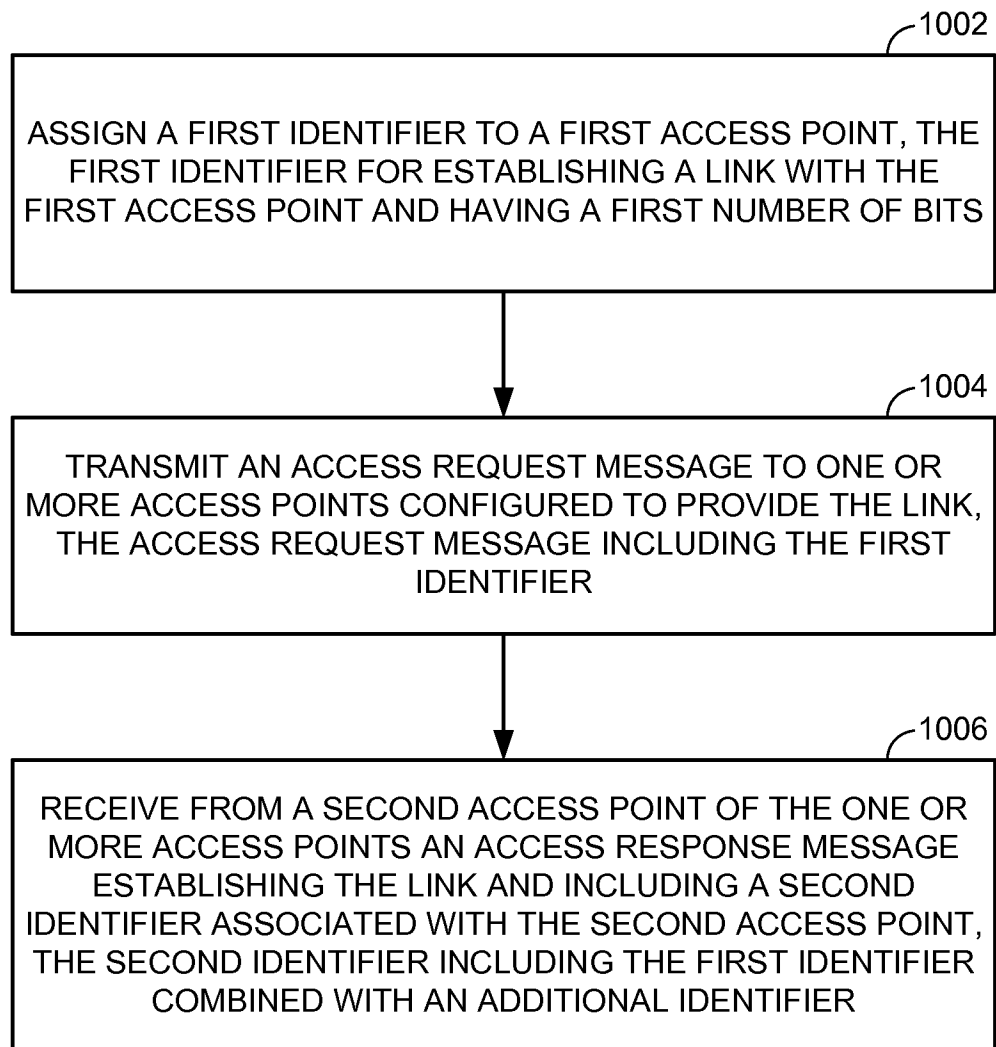 1002
ASSIGN A FIRST IDENTIFIER TO A FIRST ACCESS POINT, THE
FIRST IDENTIFIER FOR ESTABLISHING A LINK WITH THE
FIRST ACCESS POINT AND HAVING A FIRST NUMBER OF BITS
1004
TRANSMIT AN ACCESS REQUEST MESSAGE TO ONE OR
MORE ACCESS POINTS CONFIGURED TO PROVIDE THE LINK,
THE ACCESS REQUEST MESSAGE INCLUDING THE FIRST
IDENTIFIER
1006
RECEIVE FROM A SECOND ACCESS POINT OF THE ONE OR
MORE ACCESS POINTS AN ACCESS RESPONSE MESSAGE
ESTABLISHING THE LINK AND INCLUDING A SECOND
IDENTIFIER ASSOCIATED WITH THE SECOND ACCESS POINT,
THE SECOND IDENTIFIER INCLUDING THE FIRST IDENTIFIER
COMBINED WITH AN ADDITIONAL IDENTIFIER